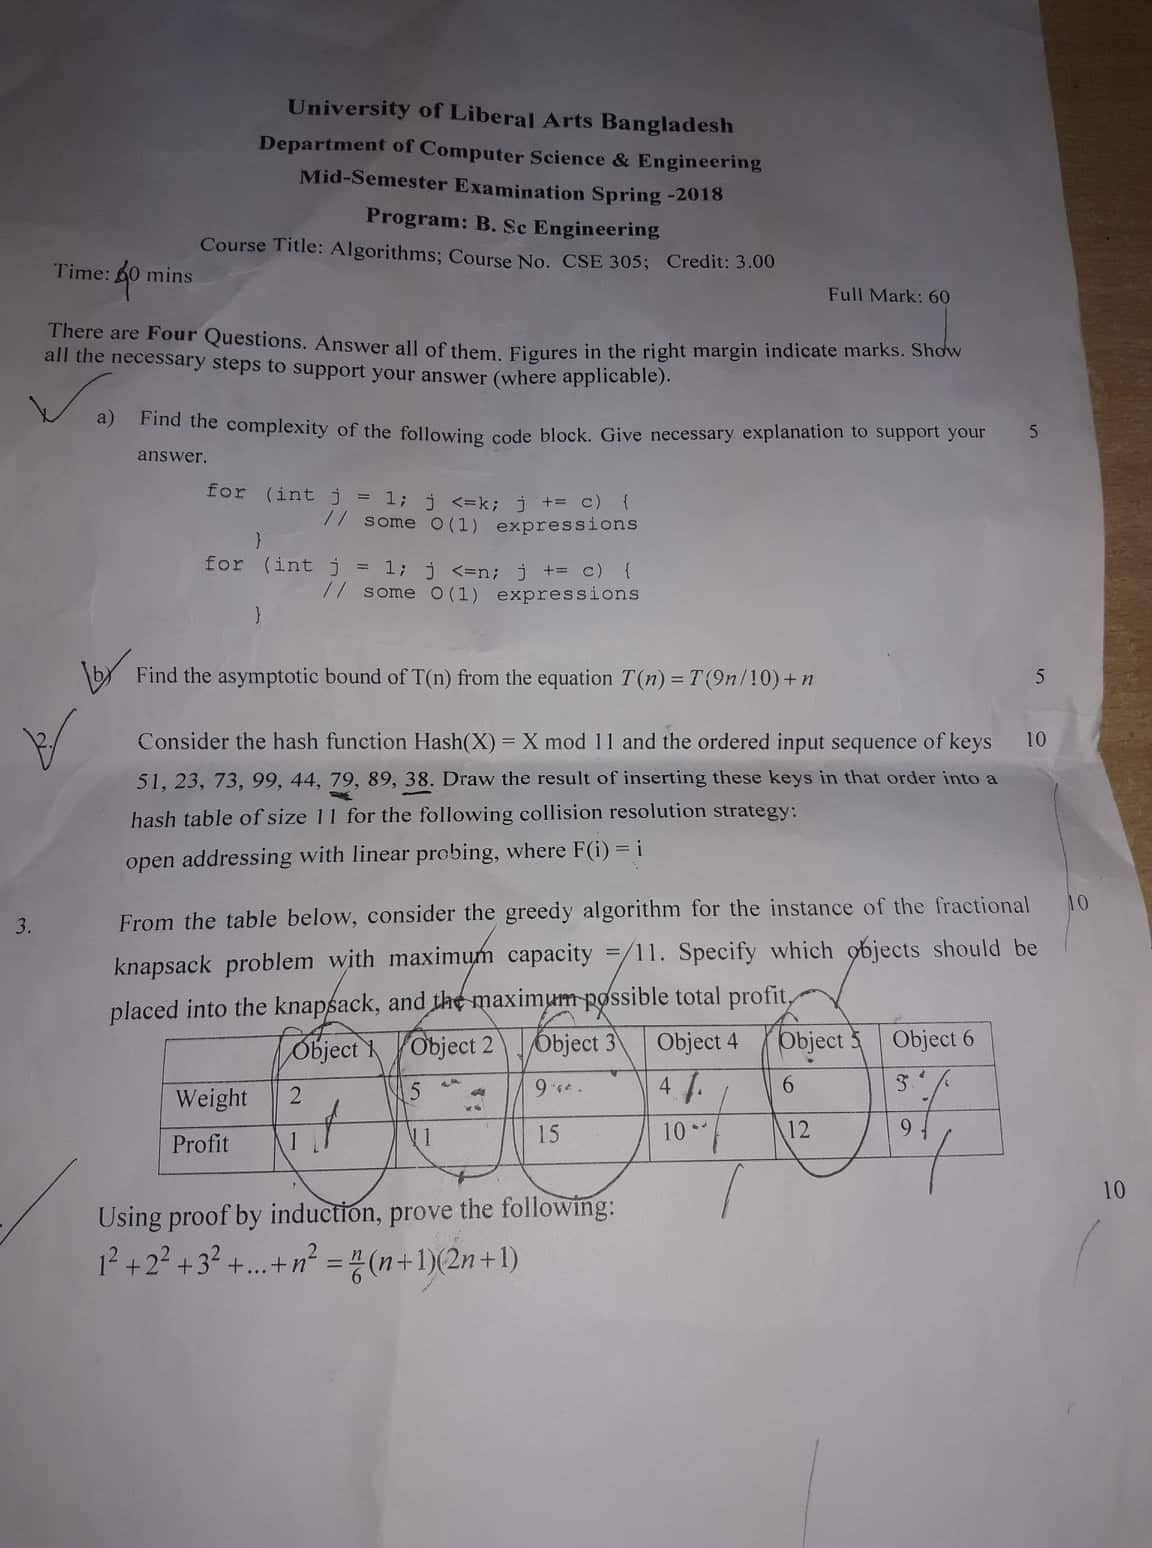 University of Liberal Arts Bangladesh
Department of Computer Science & Engineering
Mid-Semester Examination Spring -2018
Program: B. Sc Engineering
Course Title: Algorithms; Course No. CSE 305; Credit: 3.00
Time: 60 mins
Full Mark: 60
There are Four Questions. Answer all of them. Figures in the right margin indicate marks. Show
all the necessary steps to support your answer (where applicable).
a) Find the complexity of the following code block. Give necessary explanation to support your 5
answer.
for (int j = 1; j <=k; j += c) {
// some O(1) expressions
}
for (int j = 1; j <=n; j += c) {
// some O(1) expressions
}
b) Find the asymptotic bound of T(n) from the equation T(n) = T(9n/10) + n 5
2. Consider the hash function Hash(X) = X mod 11 and the ordered input sequence of keys 10
51, 23, 73, 99, 44, 79, 89, 38. Draw the result of inserting these keys in that order into a
hash table of size 11 for the following collision resolution strategy:
open addressing with linear probing, where F(i) = i
3. From the table below, consider the greedy algorithm for the instance of the fractional 10
knapsack problem with maximum capacity = 11. Specify which objects should be
placed into the knapsack, and the maximum possible total profit.
Object 1 Object 2 Object 3 Object 4 Object 5 Object 6
Weight 2 5 9 4 6 3
Profit 1 11 15 10 12 9
Using proof by induction, prove the following: 10
1² + 2² + 3² + ... + n² = n/6 (n+1)(2n+1)